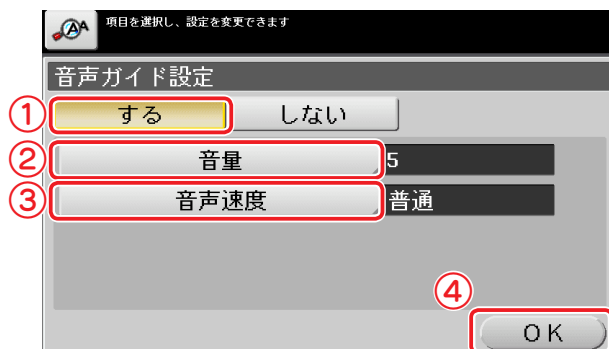 項目を選択し、設定を変更できます
音声ガイド設定
① する しない
② 音量 5
③ 音声速度 普通
④
OK